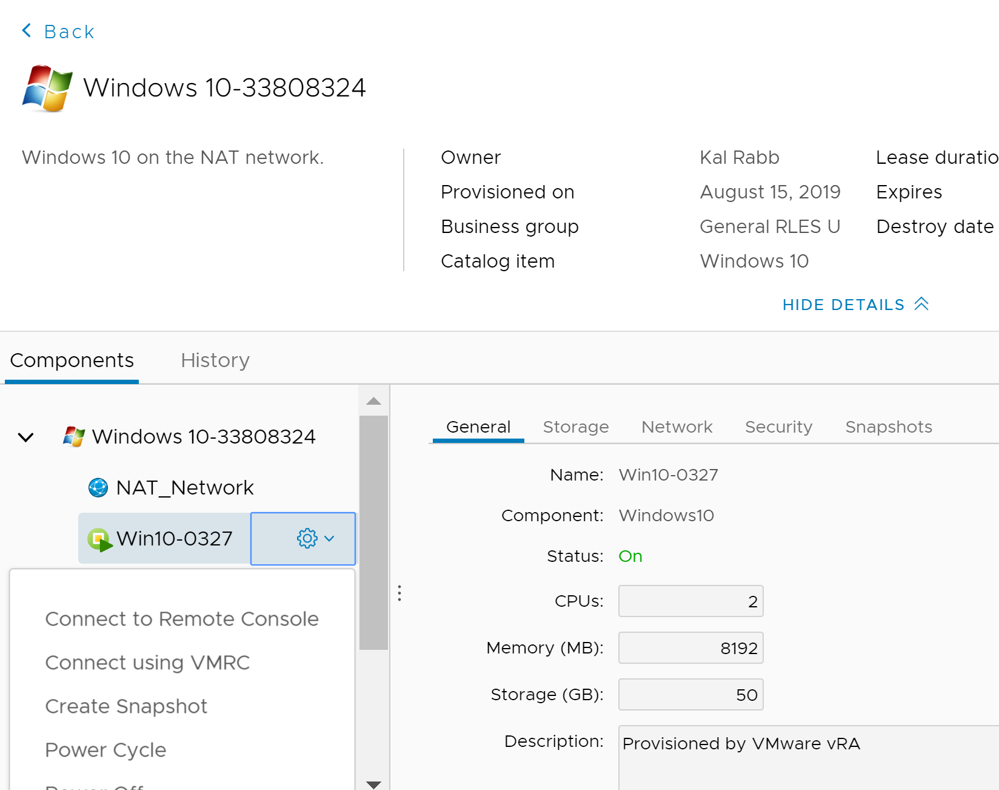 Back
Windows 10-33808324
Windows 10 on the NAT network.
Owner Kal Rabb Lease duratio
Provisioned on August 15, 2019 Expires
Business group General RLES U Destroy date
Catalog item Windows 10
HIDE DETAILS
Components History
Windows 10-33808324
NAT_Network
Win10-0327
Connect to Remote Console
Connect using VMRC
Create Snapshot
Power Cycle
Power Off
General Storage Network Security Snapshots
Name: Win10-0327
Component: Windows10
Status: On
CPUs: 2
Memory (MB): 8192
Storage (GB): 50
Description: Provisioned by VMware vRA